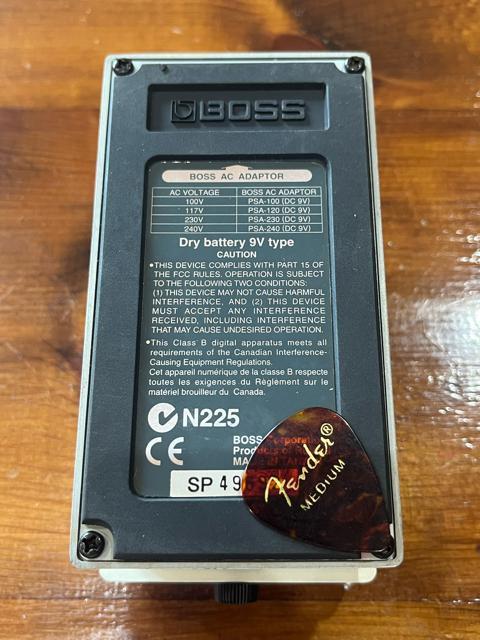 BOSS
BOSS AC ADAPTOR
AC VOLTAGE BOSS AC ADAPTOR
100V PSA-100 (DC 9V)
117V PSA-120 (DC 9V)
230V PSA-230 (DC 9V)
240V PSA-240 (DC 9V)
Dry battery 9V type
CAUTION
•THIS DEVICE COMPLIES WITH PART 15 OF
THE FCC RULES. OPERATION IS SUBJECT
TO THE FOLLOWING TWO CONDITIONS:
(1) THIS DEVICE MAY NOT CAUSE HARMFUL
INTERFERENCE, AND (2) THIS DEVICE
MUST ACCEPT ANY INTERFERENCE
RECEIVED, INCLUDING INTERFERENCE
THAT MAY CAUSE UNDESIRED OPERATION.
•This Class B digital apparatus meets all
requirements of the Canadian Interference-
Causing Equipment Regulations.
Cet appareil numérique de la classe B respecte
toutes les exigences du Règlement sur le
matériel brouilleur du Canada.
N225
CE
BOSS Corporation
Products of
SP 49
Fender®
MEDIUM